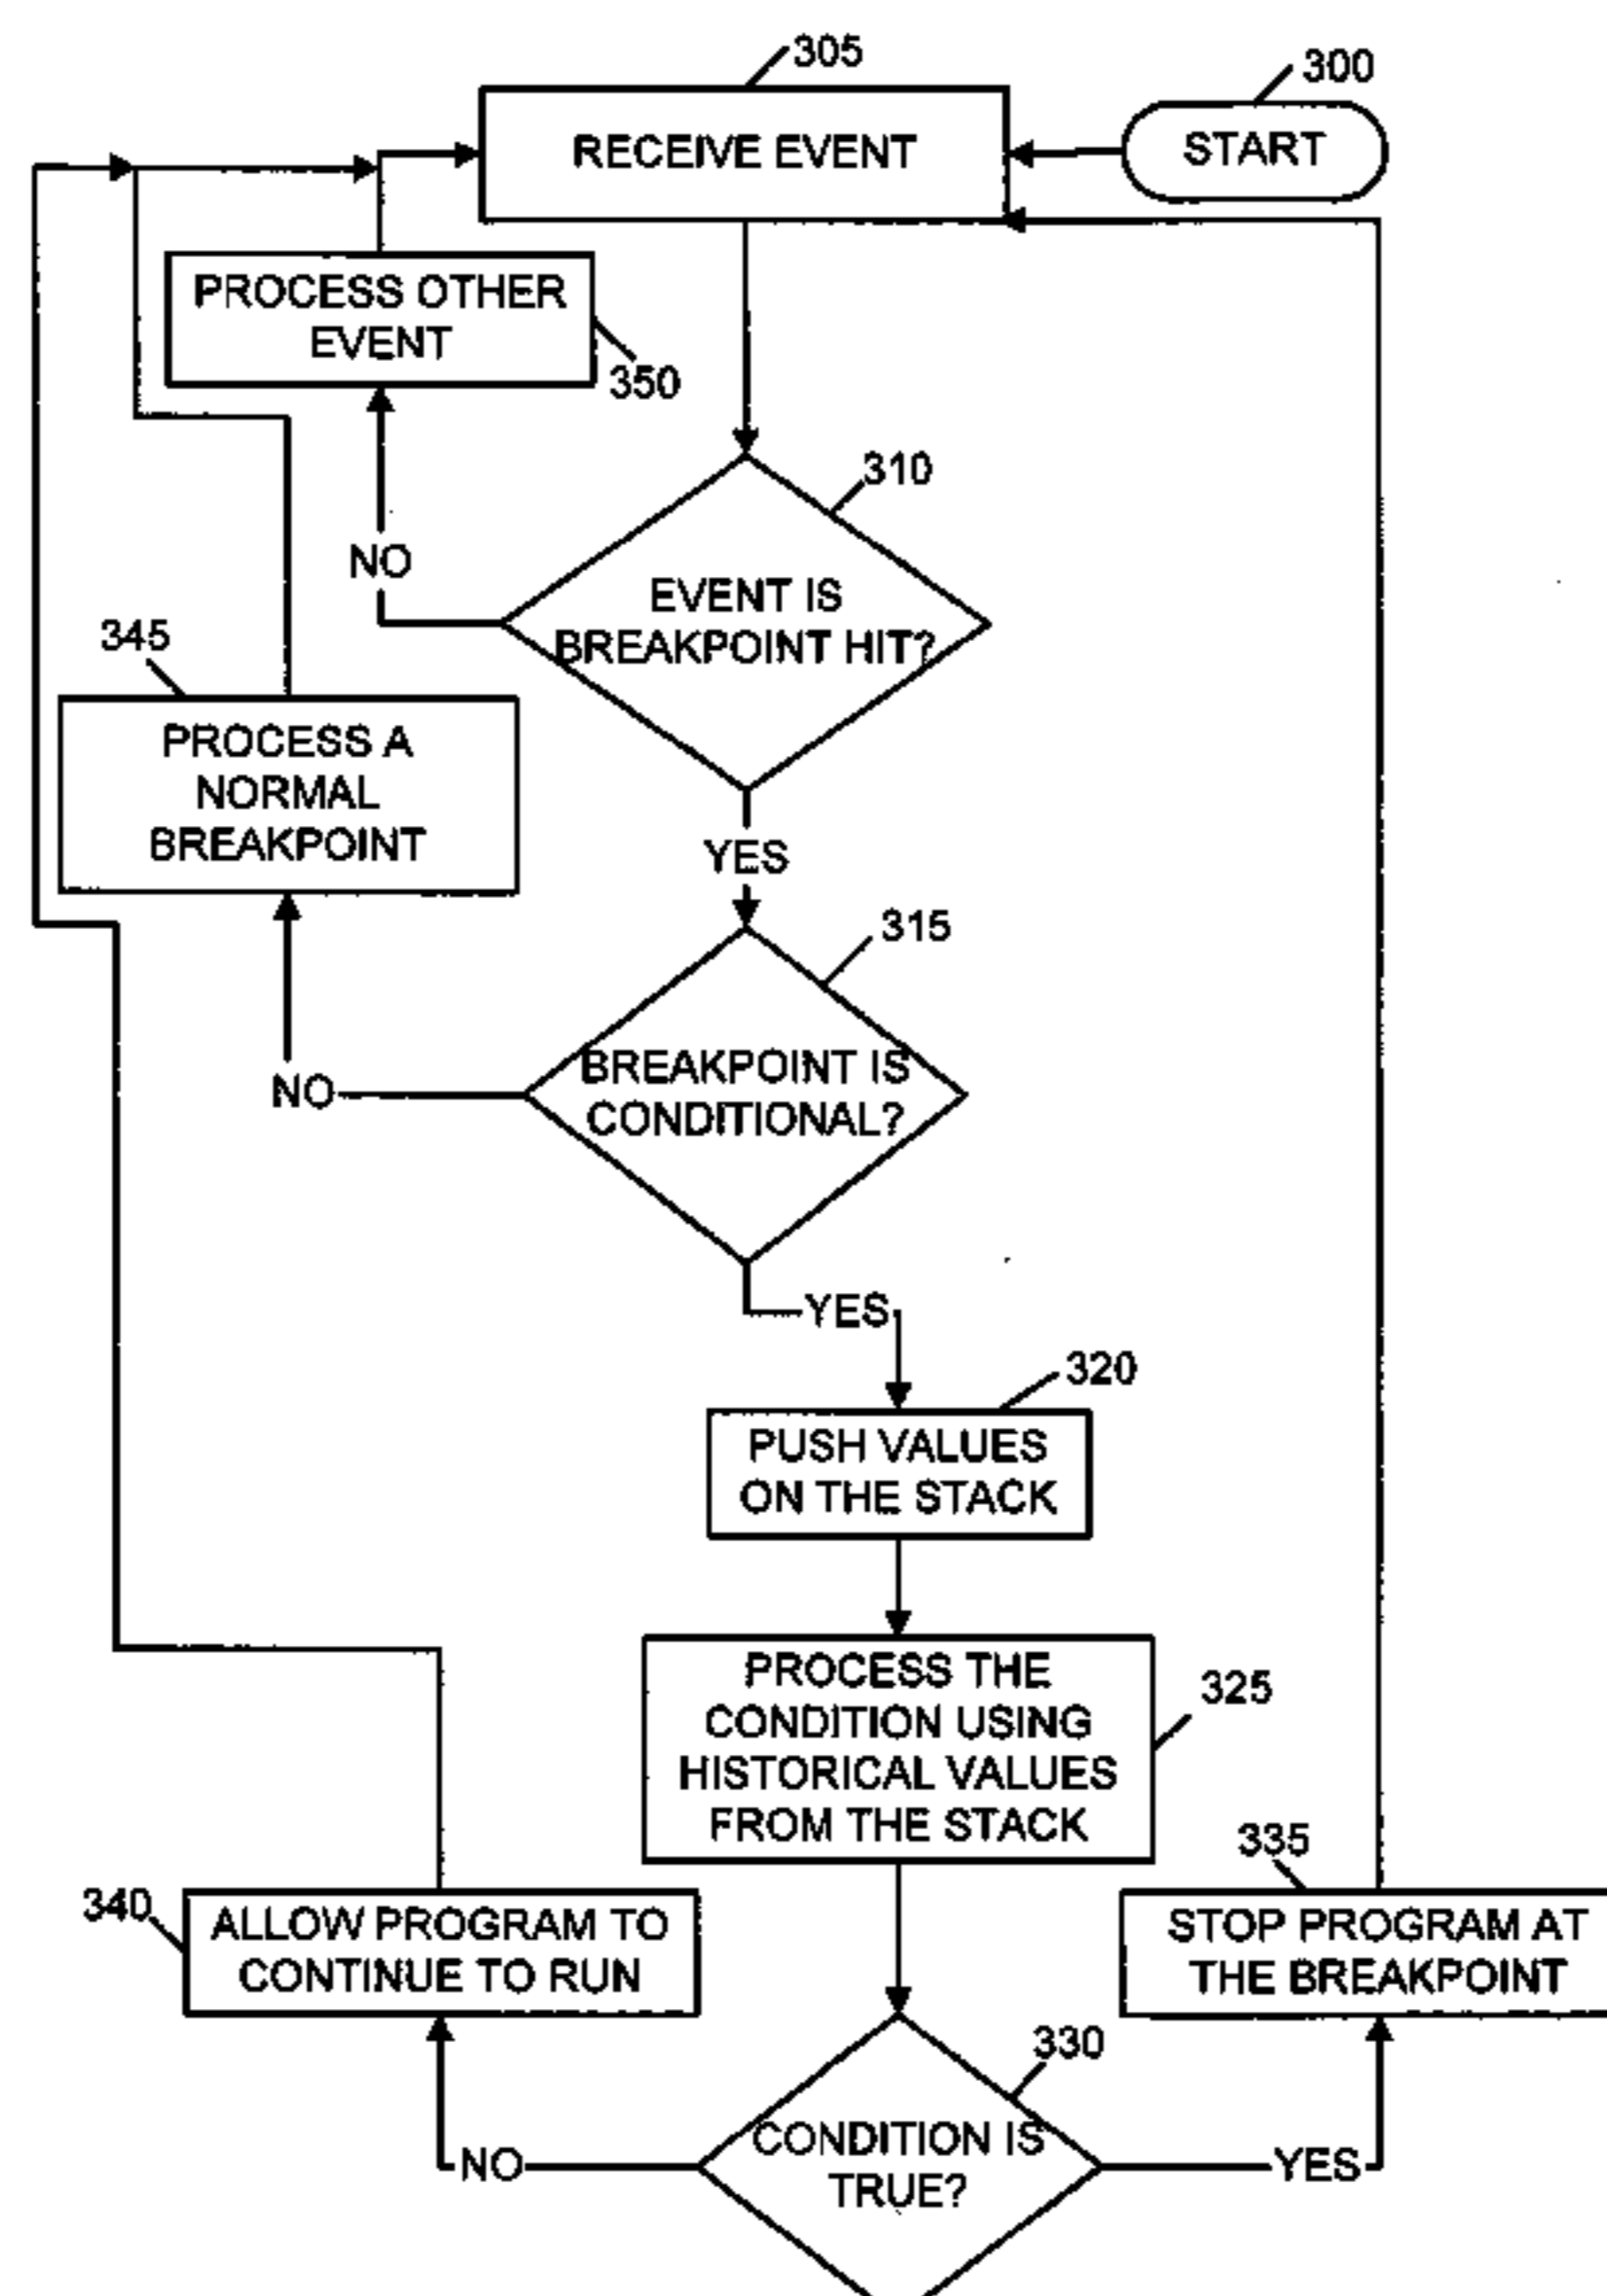 305
300
RECEIVE EVENT
START
PROCESS OTHER
EVENT
350
310
NO
EVENT IS
BREAKPOINT HIT?
345
PROCESS A
NORMAL
BREAKPOINT
YES
315
BREAKPOINT IS
CONDITIONAL?
NO
YES
320
PUSH VALUES
ON THE STACK
PROCESS THE
CONDITION USING
HISTORICAL VALUES
FROM THE STACK
325
335
340
ALLOW PROGRAM TO
CONTINUE TO RUN
STOP PROGRAM AT
THE BREAKPOINT
330
CONDITION IS
TRUE?
NO
YES